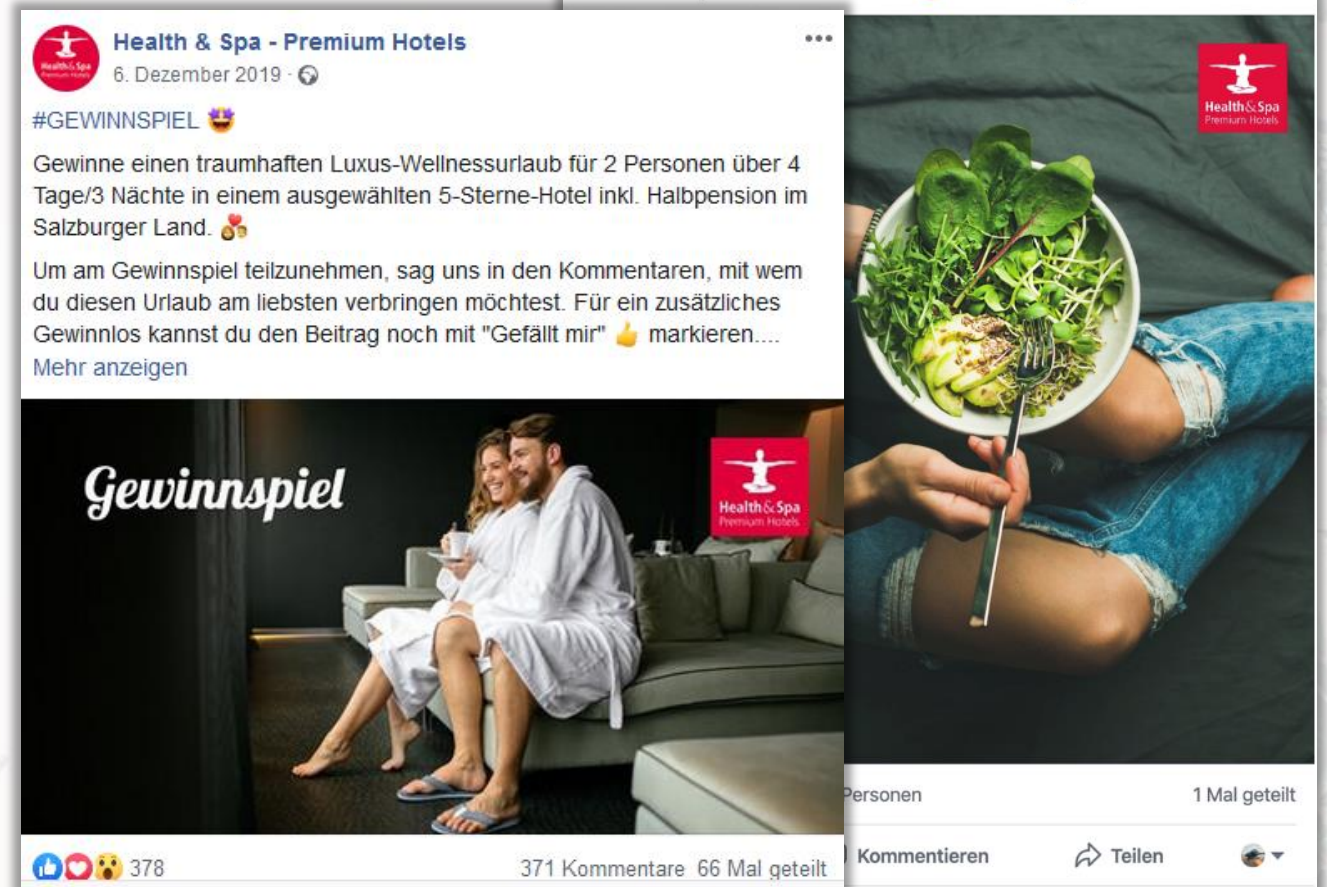 Health & Spa - Premium Hotels
6. Dezember 2019 ·
#GEWINNSPIEL 🤩
Gewinne einen traumhaften Luxus-Wellnessurlaub für 2 Personen über 4
Tage/3 Nächte in einem ausgewählten 5-Sterne-Hotel inkl. Halbpension im
Salzburger Land. 💑
Um am Gewinnspiel teilzunehmen, sag uns in den Kommentaren, mit wem
du diesen Urlaub am liebsten verbringen möchtest. Für ein zusätzliches
Gewinnlos kannst du den Beitrag noch mit "Gefällt mir" 👍 markieren....
Mehr anzeigen
Gewinnspiel
Health & Spa
Premium Hotels
378
371 Kommentare 66 Mal geteilt
Health & Spa
Premium Hotels
Personen
1 Mal geteilt
Kommentieren
Teilen